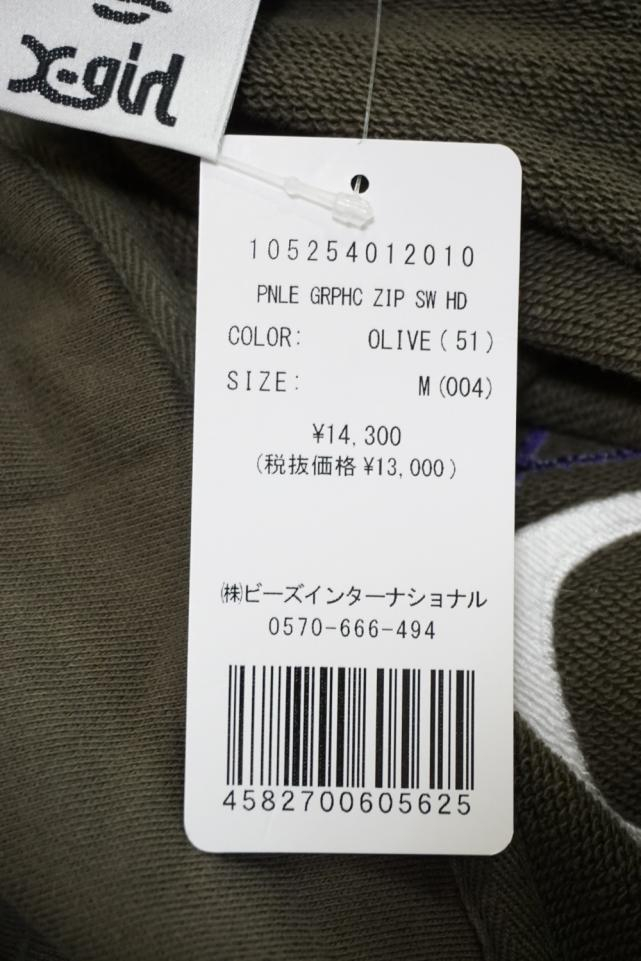 X-girl
105254012010
PNLE GRPHC ZIP SW HD
COLOR: OLIVE(51)
SIZE: M(004)
¥14,300
(税抜価格¥13,000)
㈱ビーズインターナショナル
0570-666-494
4582700605625